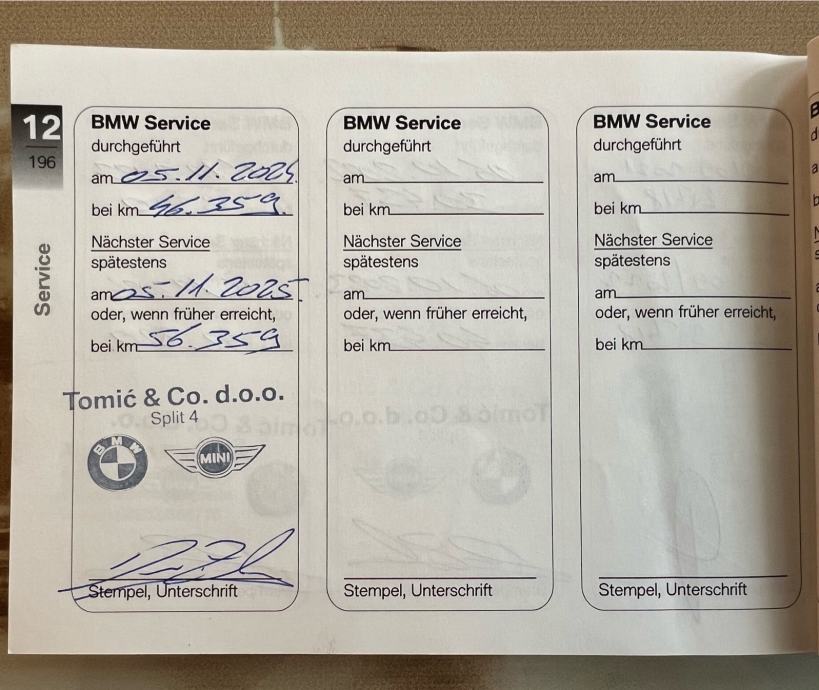 12
196
Service
BMW Service
durchgeführt
am 05.11.2024.
bei km 46.359.
Nächster Service
spätestens
am 05.11.2025.
oder, wenn früher erreicht,
bei km 56.359
Tomić & Co. d.o.o.
Split 4
BMW
MINI
Stempel, Unterschrift
BMW Service
durchgeführt
am
bei km
Nächster Service
spätestens
am
oder, wenn früher erreicht,
bei km
Stempel, Unterschrift
BMW Service
durchgeführt
am
bei km
Nächster Service
spätestens
am
oder, wenn früher erreicht,
bei km
Stempel, Unterschrift